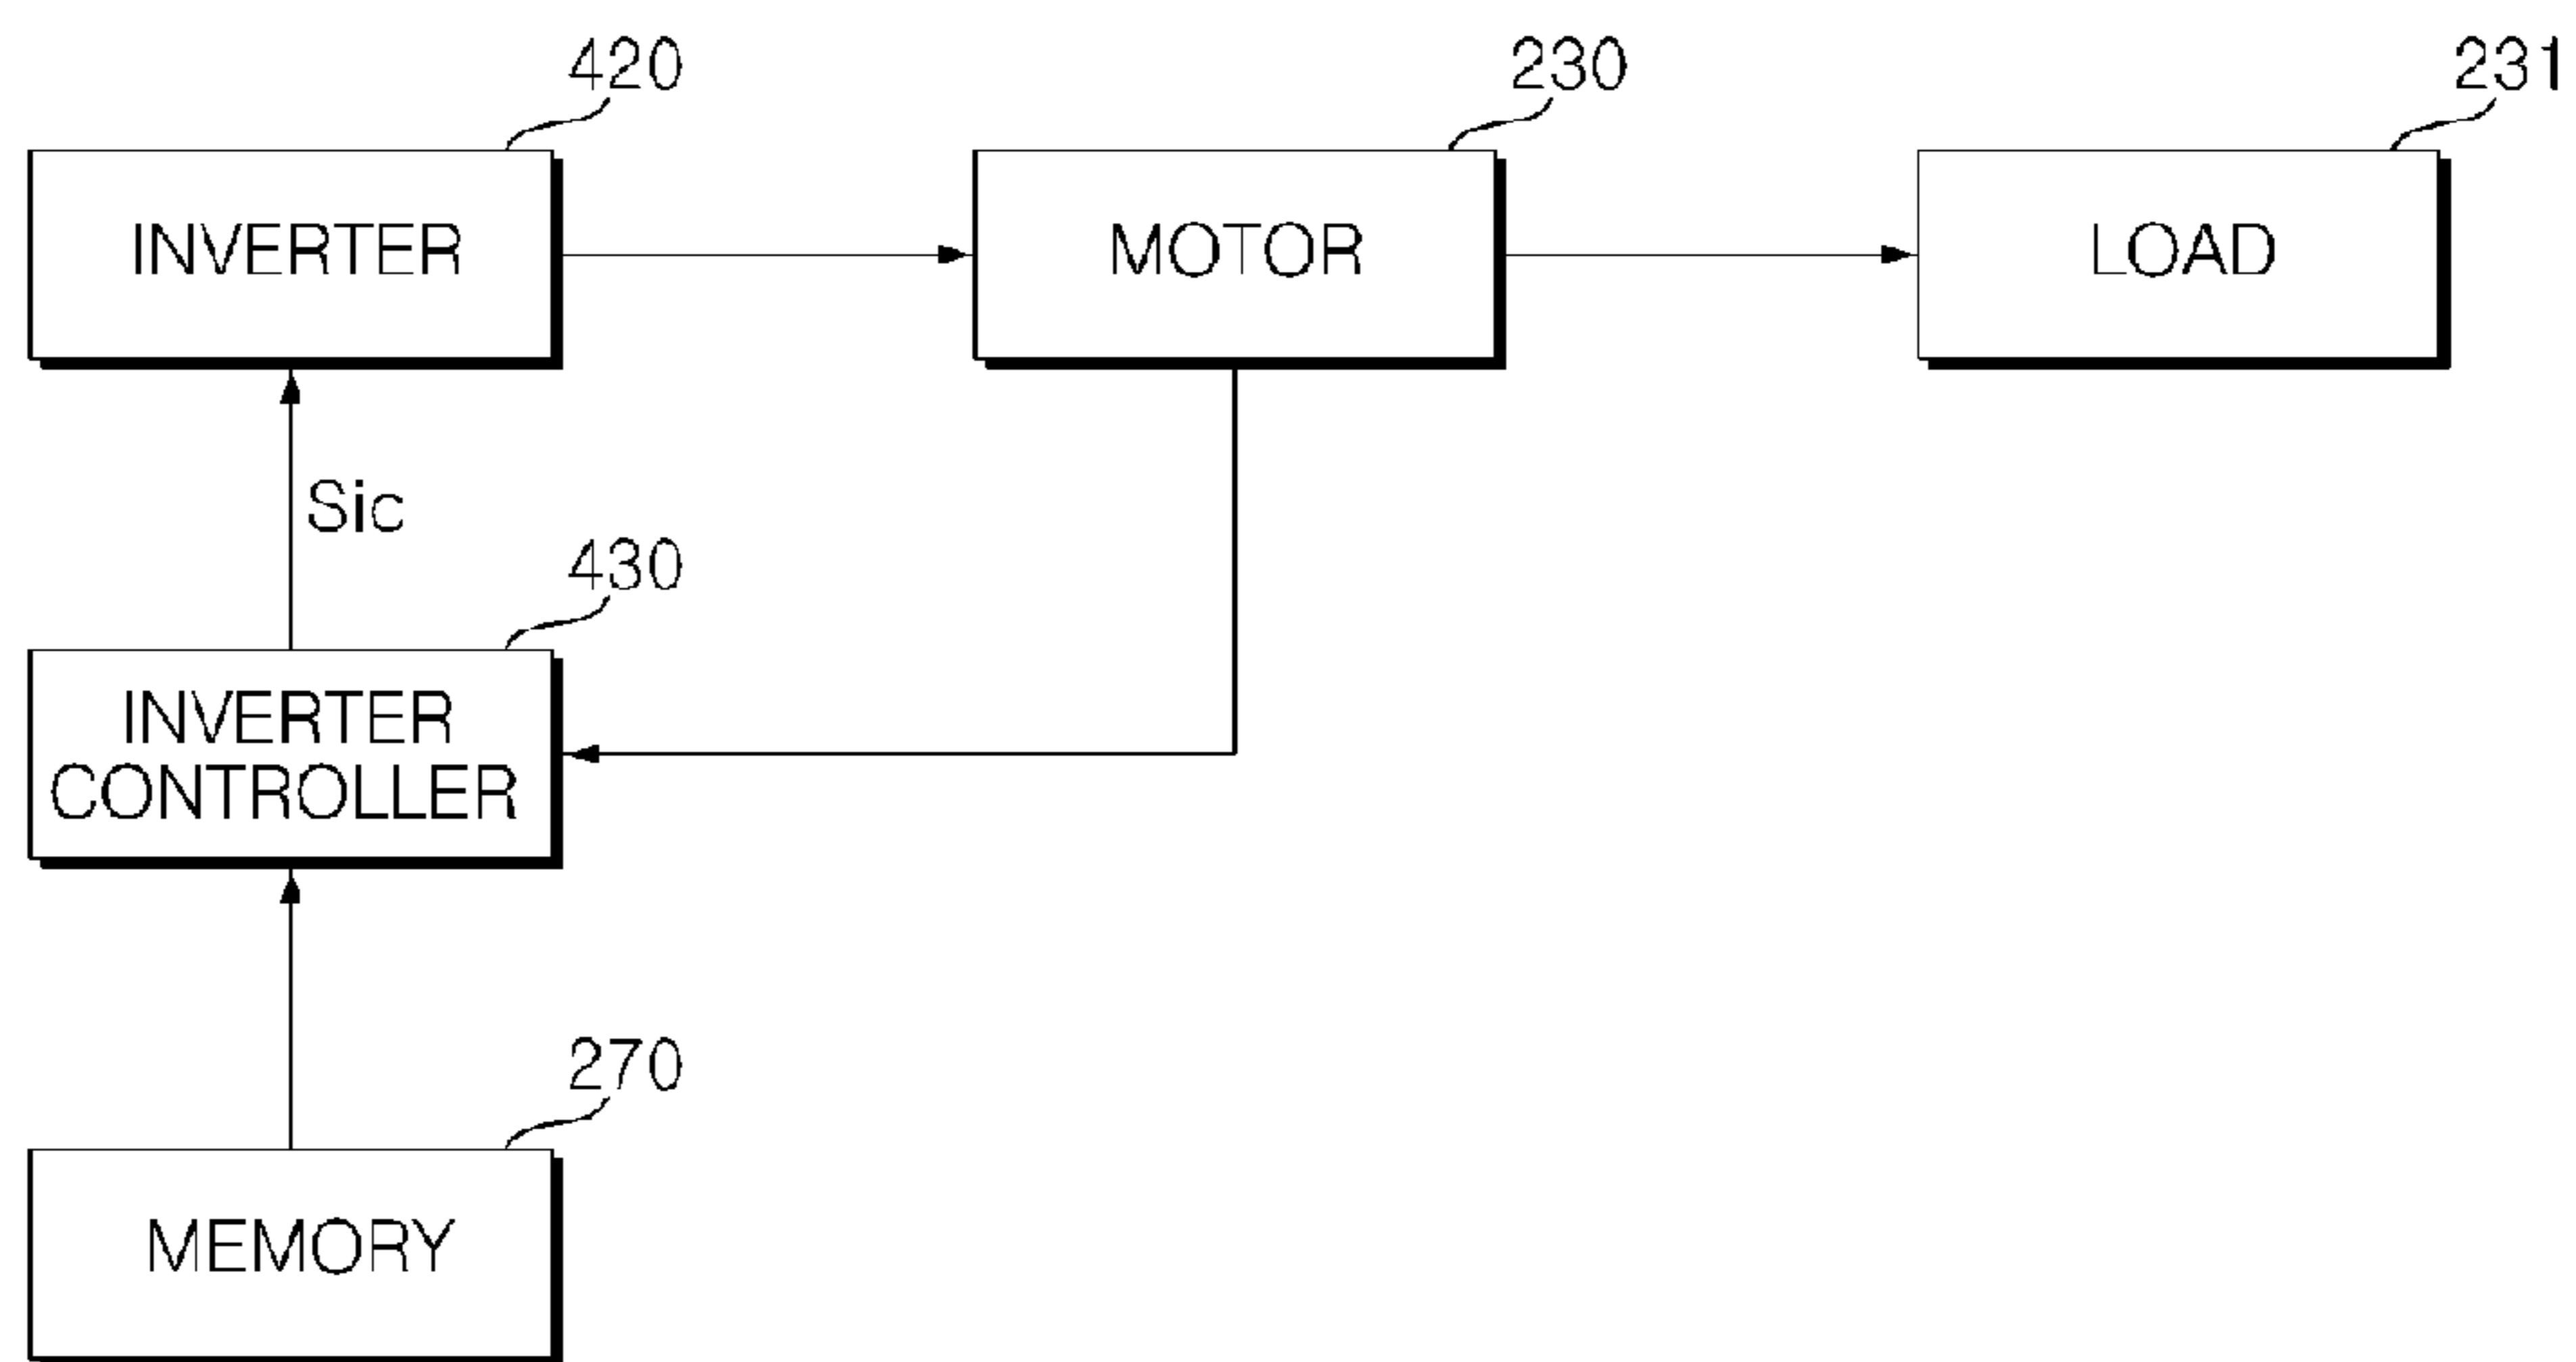 420
230
231
INVERTER
MOTOR
LOAD
Sic
430
INVERTER
CONTROLLER
270
MEMORY